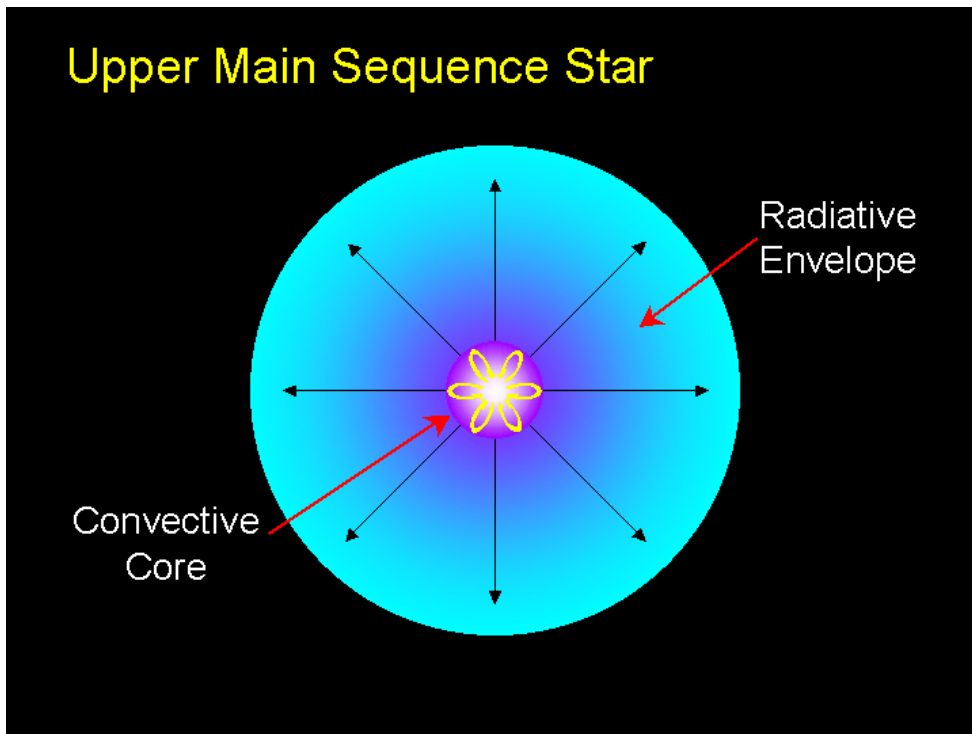 Upper Main Sequence Star
Radiative
Envelope
Convective
Core